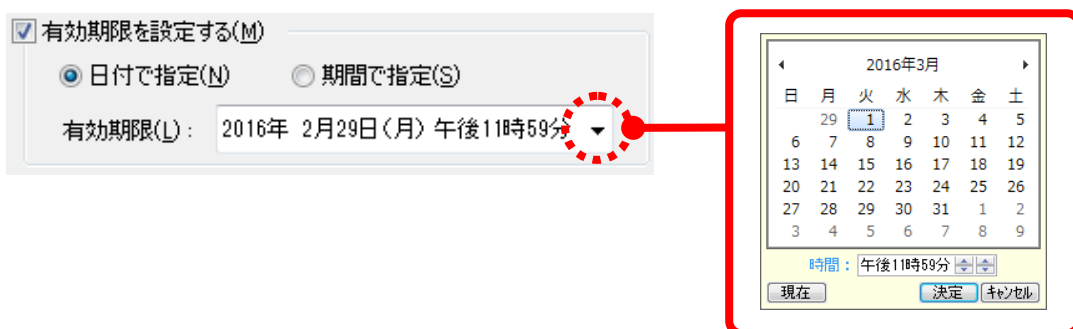 有効期限を設定する(M)
日付で指定(N) 期間で指定(S)
有効期限(L): 2016年 2月29日(月) 午後11時59分
2016年3月
日 月 火 水 木 金 土
29 1 2 3 4 5
6 7 8 9 10 11 12
13 14 15 16 17 18 19
20 21 22 23 24 25 26
27 28 29 30 31 1 2
3 4 5 6 7 8 9
時間: 午後11時59分
現在 決定 キャンセル